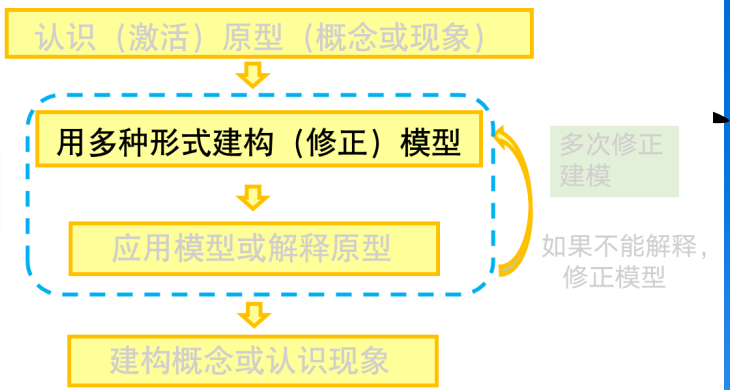 认识（激活）原型（概念或现象）
用多种形式建构（修正）模型
多次修正
建模
应用模型或解释原型
如果不能解释，
修正模型
建构概念或认识现象